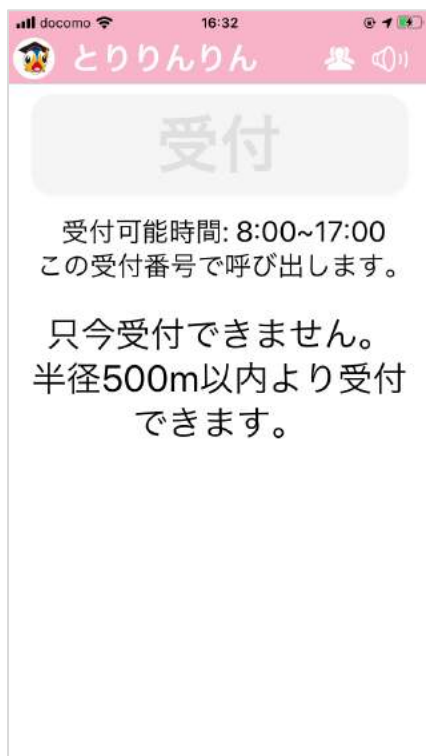 docomo 16:32
とりりんりん
受付
受付可能時間: 8:00~17:00
この受付番号で呼び出します。
只今受付できません。
半径500m以内より受付
できます。